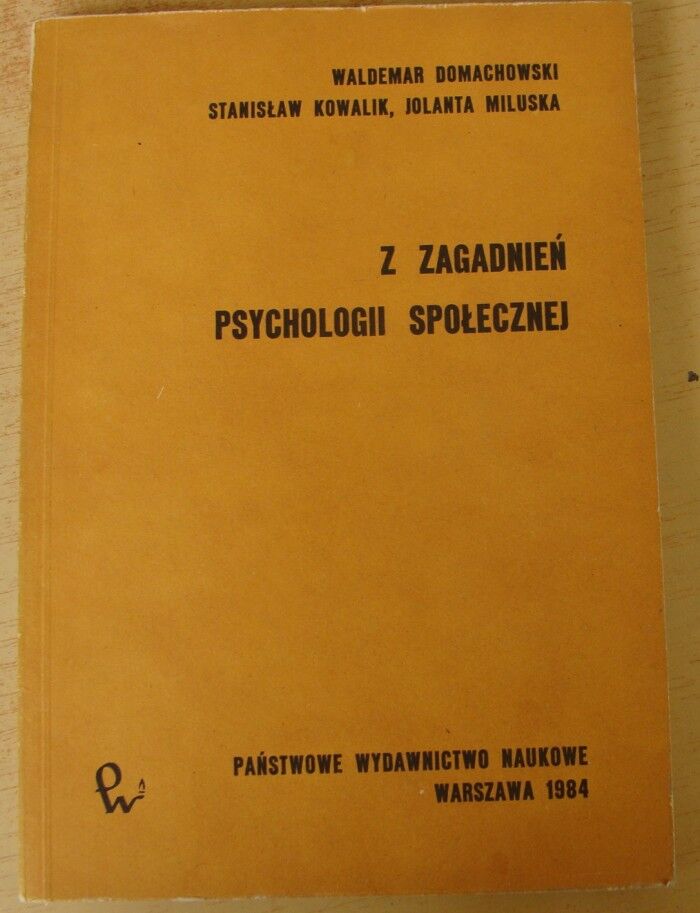 WALDEMAR DOMACHOWSKI
STANISŁAW KOWALIK, JOLANTA MILUSKA
Z ZAGADNIEŃ
PSYCHOLOGII SPOŁECZNEJ
PAŃSTWOWE WYDAWNICTWO NAUKOWE
WARSZAWA 1984